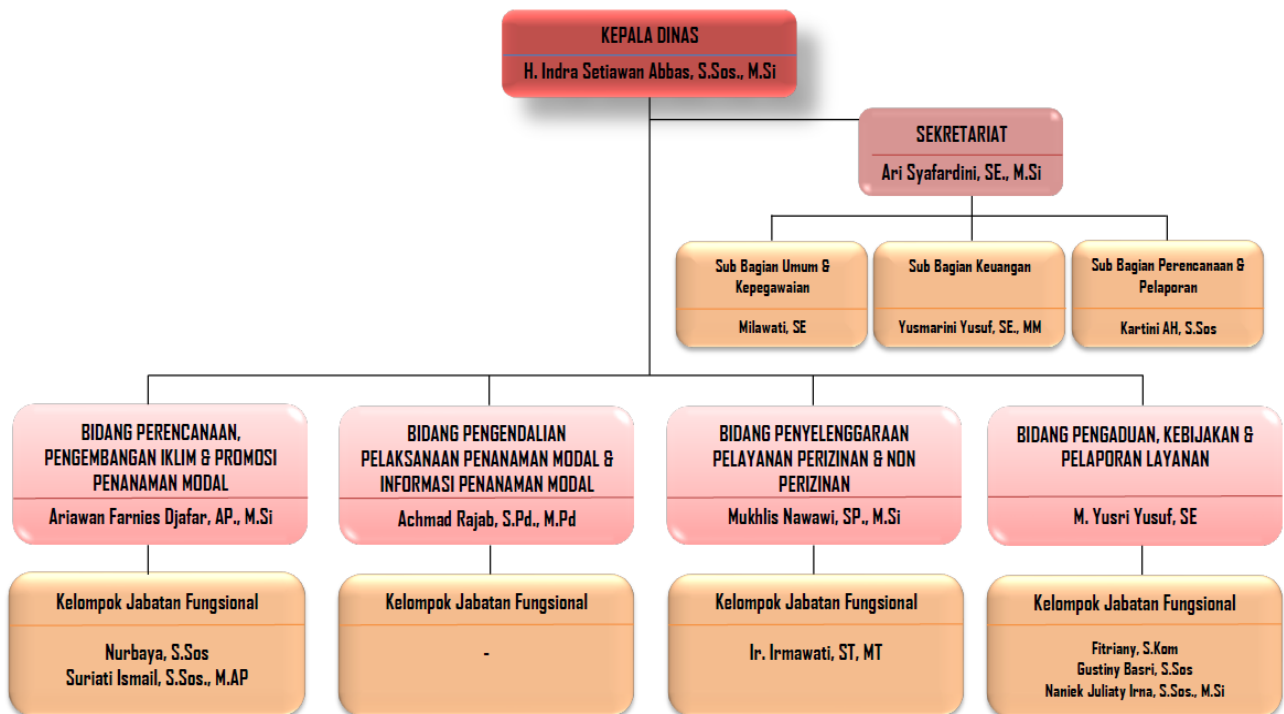 KEPALA DINAS
H. Indra Setiawan Abbas, S.Sos., M.Si
SEKRETARIAT
Ari Syafardini, SE., M.Si
Sub Bagian Umum &
Kepegawaian
Milawati, SE
Sub Bagian Keuangan
Yusmarini Yusuf, SE., MM
Sub Bagian Perencanaan &
Pelaporan
Kartini AH, S.Sos
BIDANG PERENCANAAN,
PENGEMBANGAN IKLIM & PROMOSI
PENANAMAN MODAL
Ariawan Farnies Djafar, AP., M.Si
BIDANG PENGENDALIAN
PELAKSANAAN PENANAMAN MODAL &
INFORMASI PENANAMAN MODAL
Achmad Rajab, S.Pd., M.Pd
BIDANG PENYELENGGARAAN
PELAYANAN PERIZINAN & NON
PERIZINAN
Mukhlis Nawawi, SP., M.Si
BIDANG PENGADUAN, KEBIJAKAN &
PELAPORAN LAYANAN
M. Yusri Yusuf, SE
Kelompok Jabatan Fungsional
Nurbaya, S.Sos
Suriati Ismail, S.Sos., M.AP
Kelompok Jabatan Fungsional
-
Kelompok Jabatan Fungsional
Ir. Irmawati, ST, MT
Kelompok Jabatan Fungsional
Fitriany, S.Kom
Gustiny Basri, S.Sos
Naniek Juliaty Irna, S.Sos., M.Si